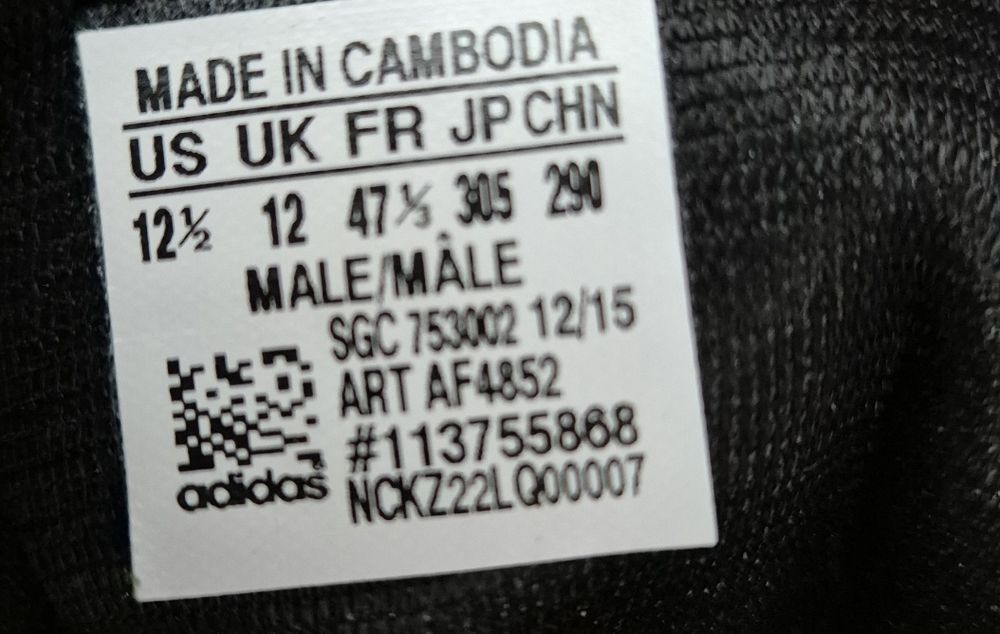 MADE IN CAMBODIA
US UK FR JP CHN
12½ 12 47⅓ 305 290
MALE/MÂLE
SGC 753002 12/15
ART AF4852
#113755868
adidas NCKZ22LQ00007